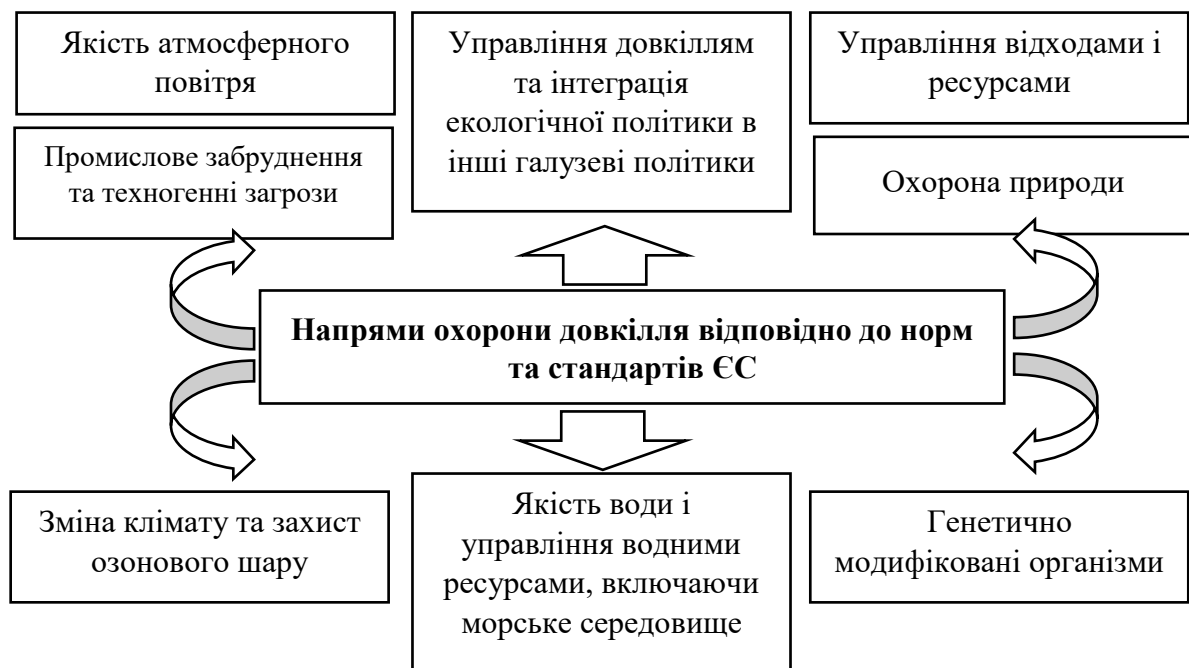 Якість атмосферного
повітря
Управління довкіллям
та інтеграція
екологічної політики в
інші галузеві політики
Управління відходами і
ресурсами
Промислове забруднення
та техногенні загрози
Охорона природи
Напрями охорони довкілля відповідно до норм
та стандартів ЄС
Зміна клімату та захист
озонового шару
Якість води і
управління водними
ресурсами, включаючи
морське середовище
Генетично
модифіковані організми